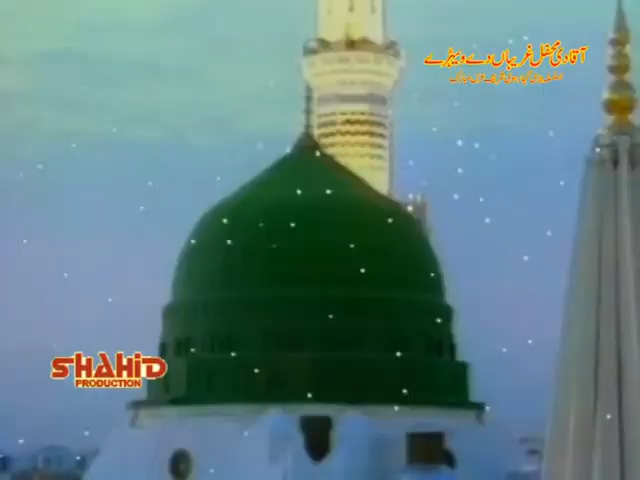 آقا دی محفل غریباں دے ویہڑے
SHAHID
PRODUCTION